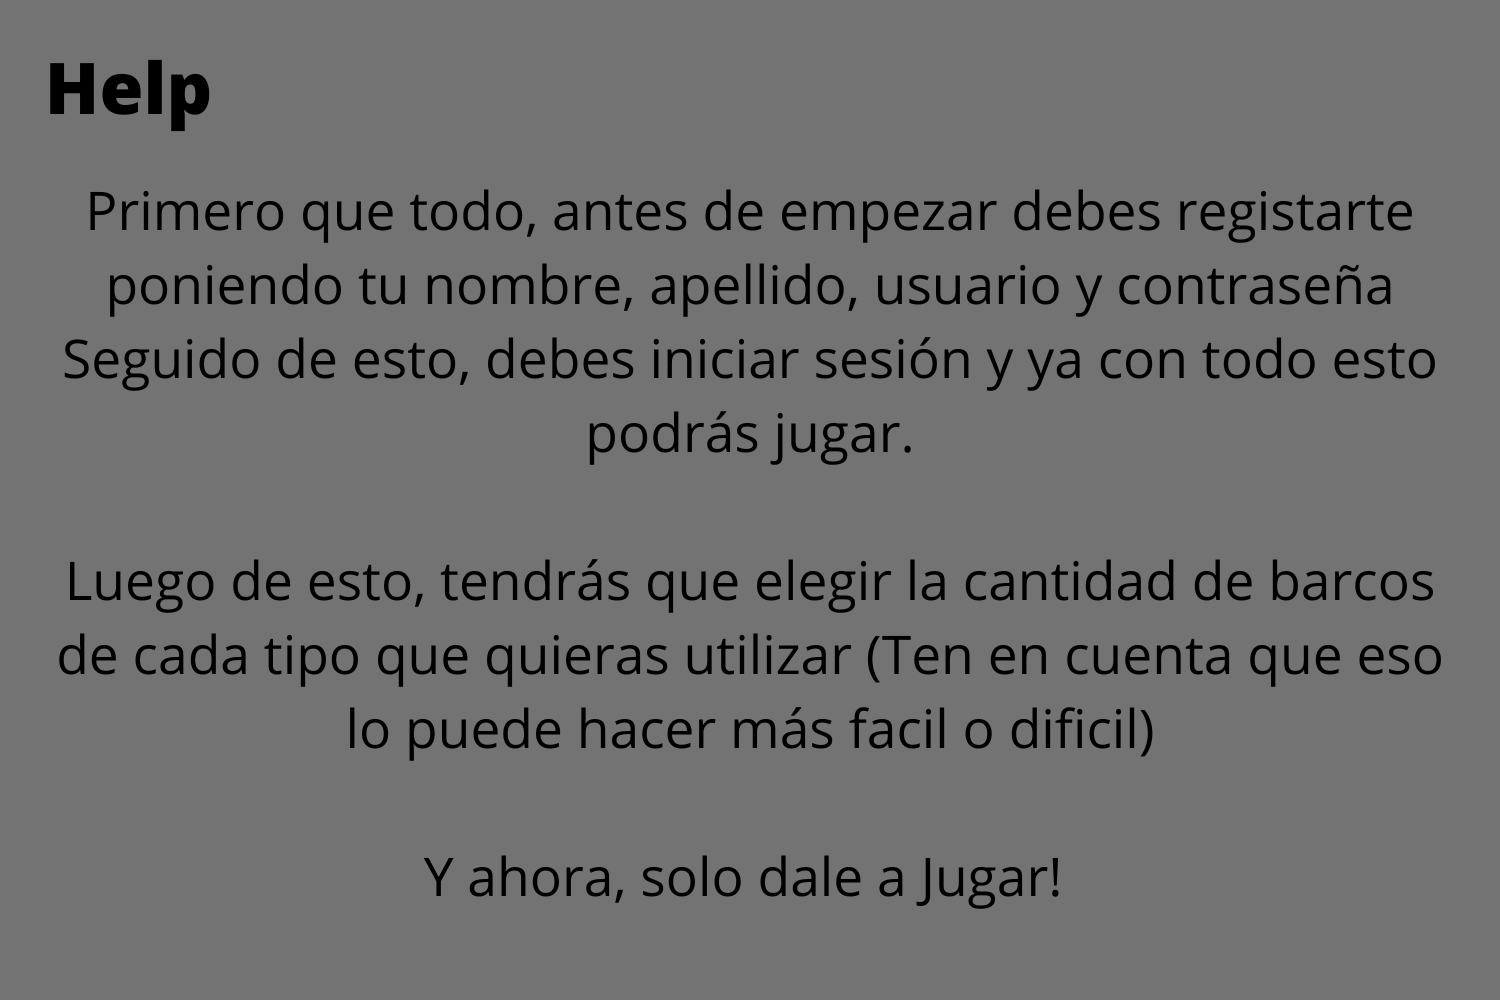 Help
Primero que todo, antes de empezar debes registarte
poniendo tu nombre, apellido, usuario y contraseña
Seguido de esto, debes iniciar sesión y ya con todo esto
podrás jugar.
Luego de esto, tendrás que elegir la cantidad de barcos
de cada tipo que quieras utilizar (Ten en cuenta que eso
lo puede hacer más facil o dificil)
Y ahora, solo dale a Jugar!